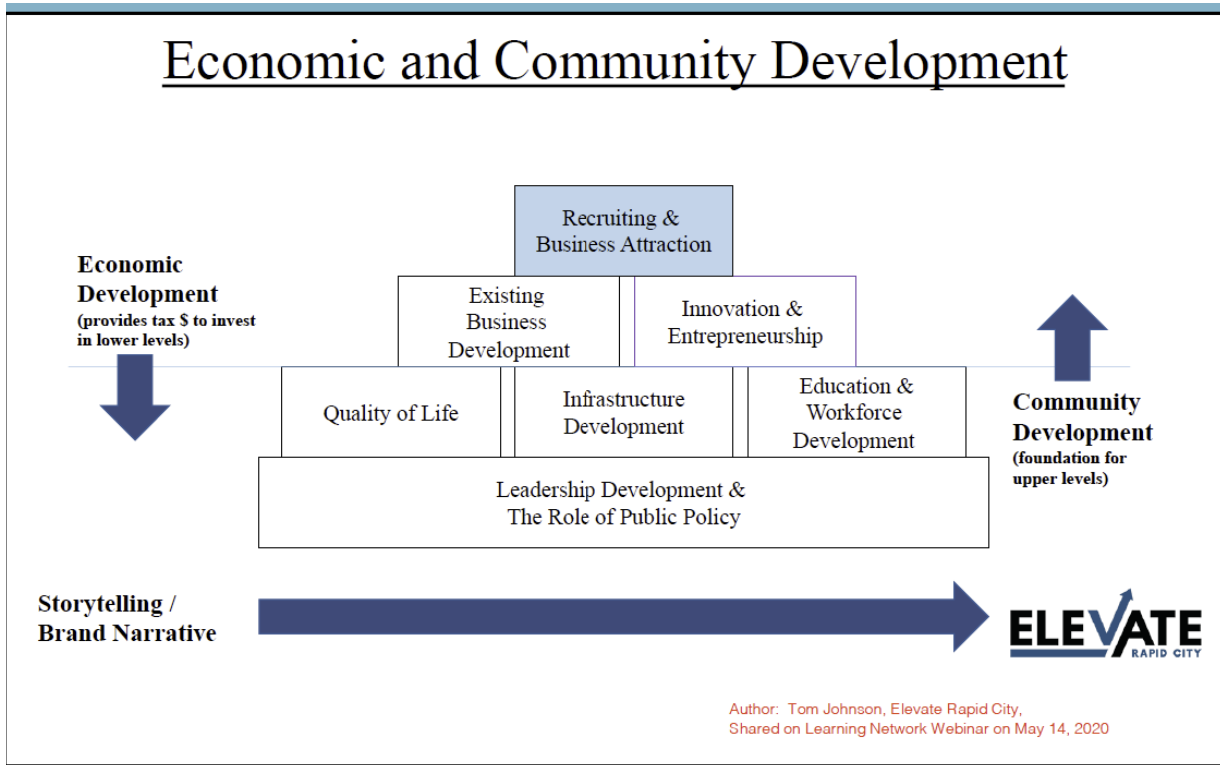 Economic and Community Development
Recruiting &
Business Attraction
Economic
Development
(provides tax $ to invest
in lower levels)
Existing
Business
Development
Innovation &
Entrepreneurship
Quality of Life
Infrastructure
Development
Education &
Workforce
Development
Community
Development
(foundation for
upper levels)
Leadership Development &
The Role of Public Policy
Storytelling /
Brand Narrative
ELEVATE
RAPID CITY
Author:  Tom Johnson, Elevate Rapid City,
Shared on Learning Network Webinar on May 14, 2020